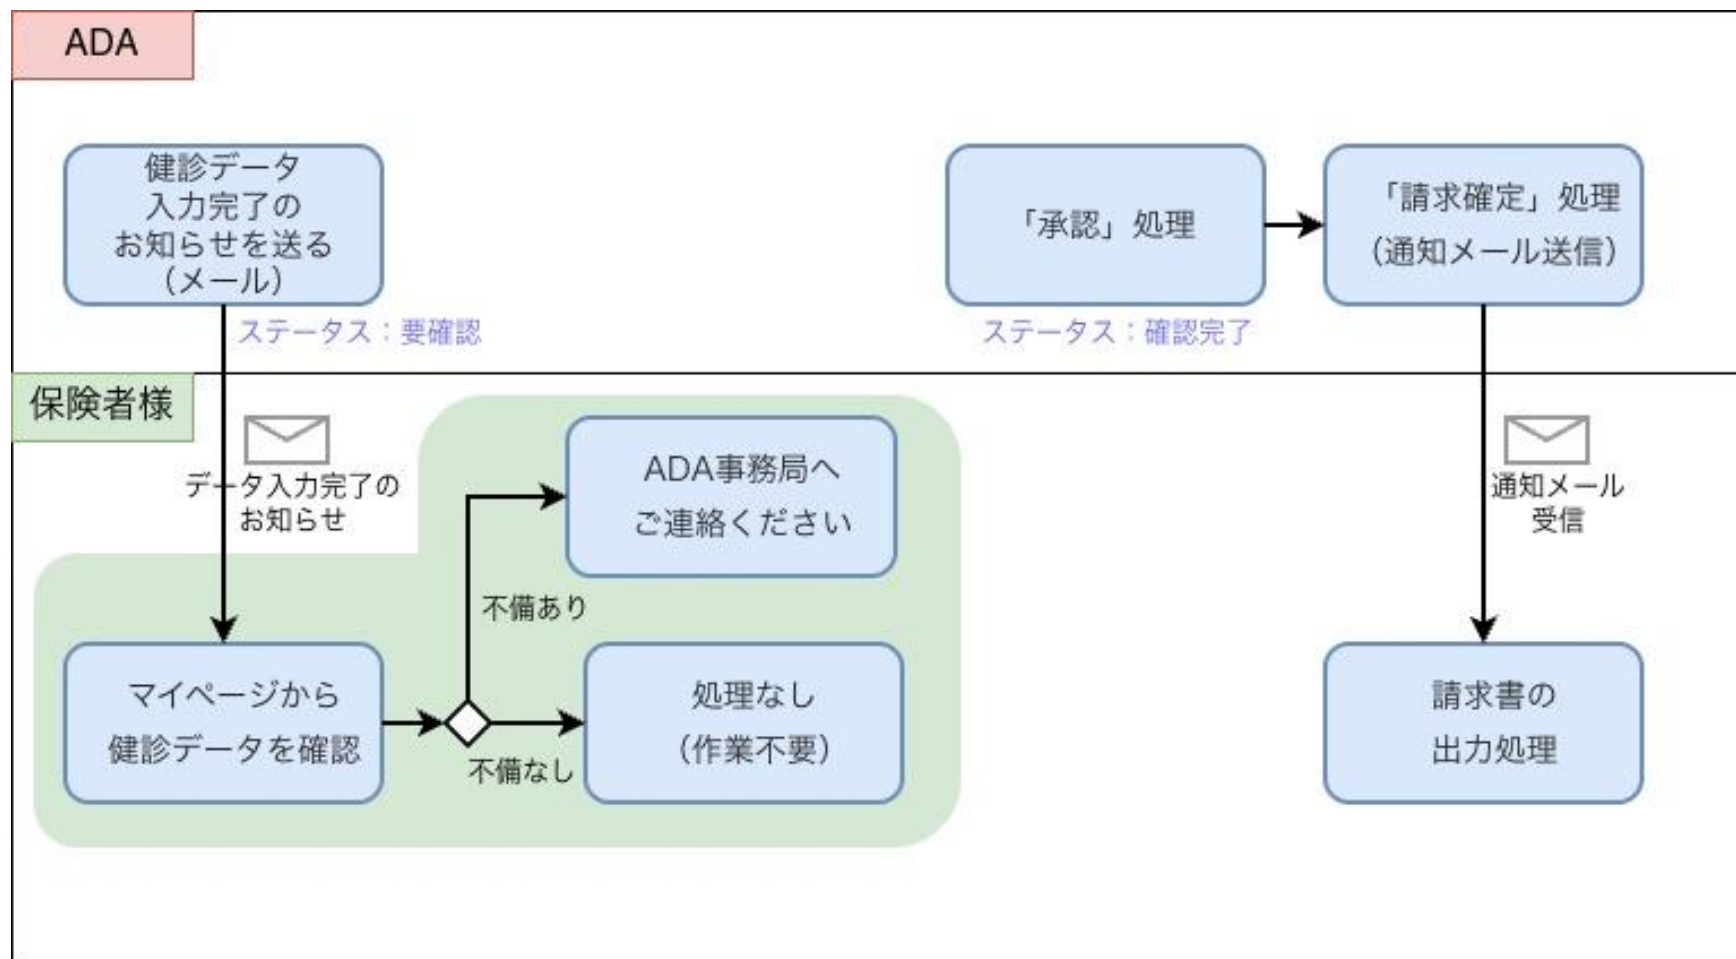 ADA
健診データ
入力完了の
お知らせを送る
（メール）
ステータス：要確認
「承認」処理
ステータス：確認完了
「請求確定」処理
（通知メール送信）
保険者様
データ入力完了の
お知らせ
マイページから
健診データを確認
不備あり
ADA事務局へ
ご連絡ください
不備なし
処理なし
（作業不要）
通知メール
受信
請求書の
出力処理